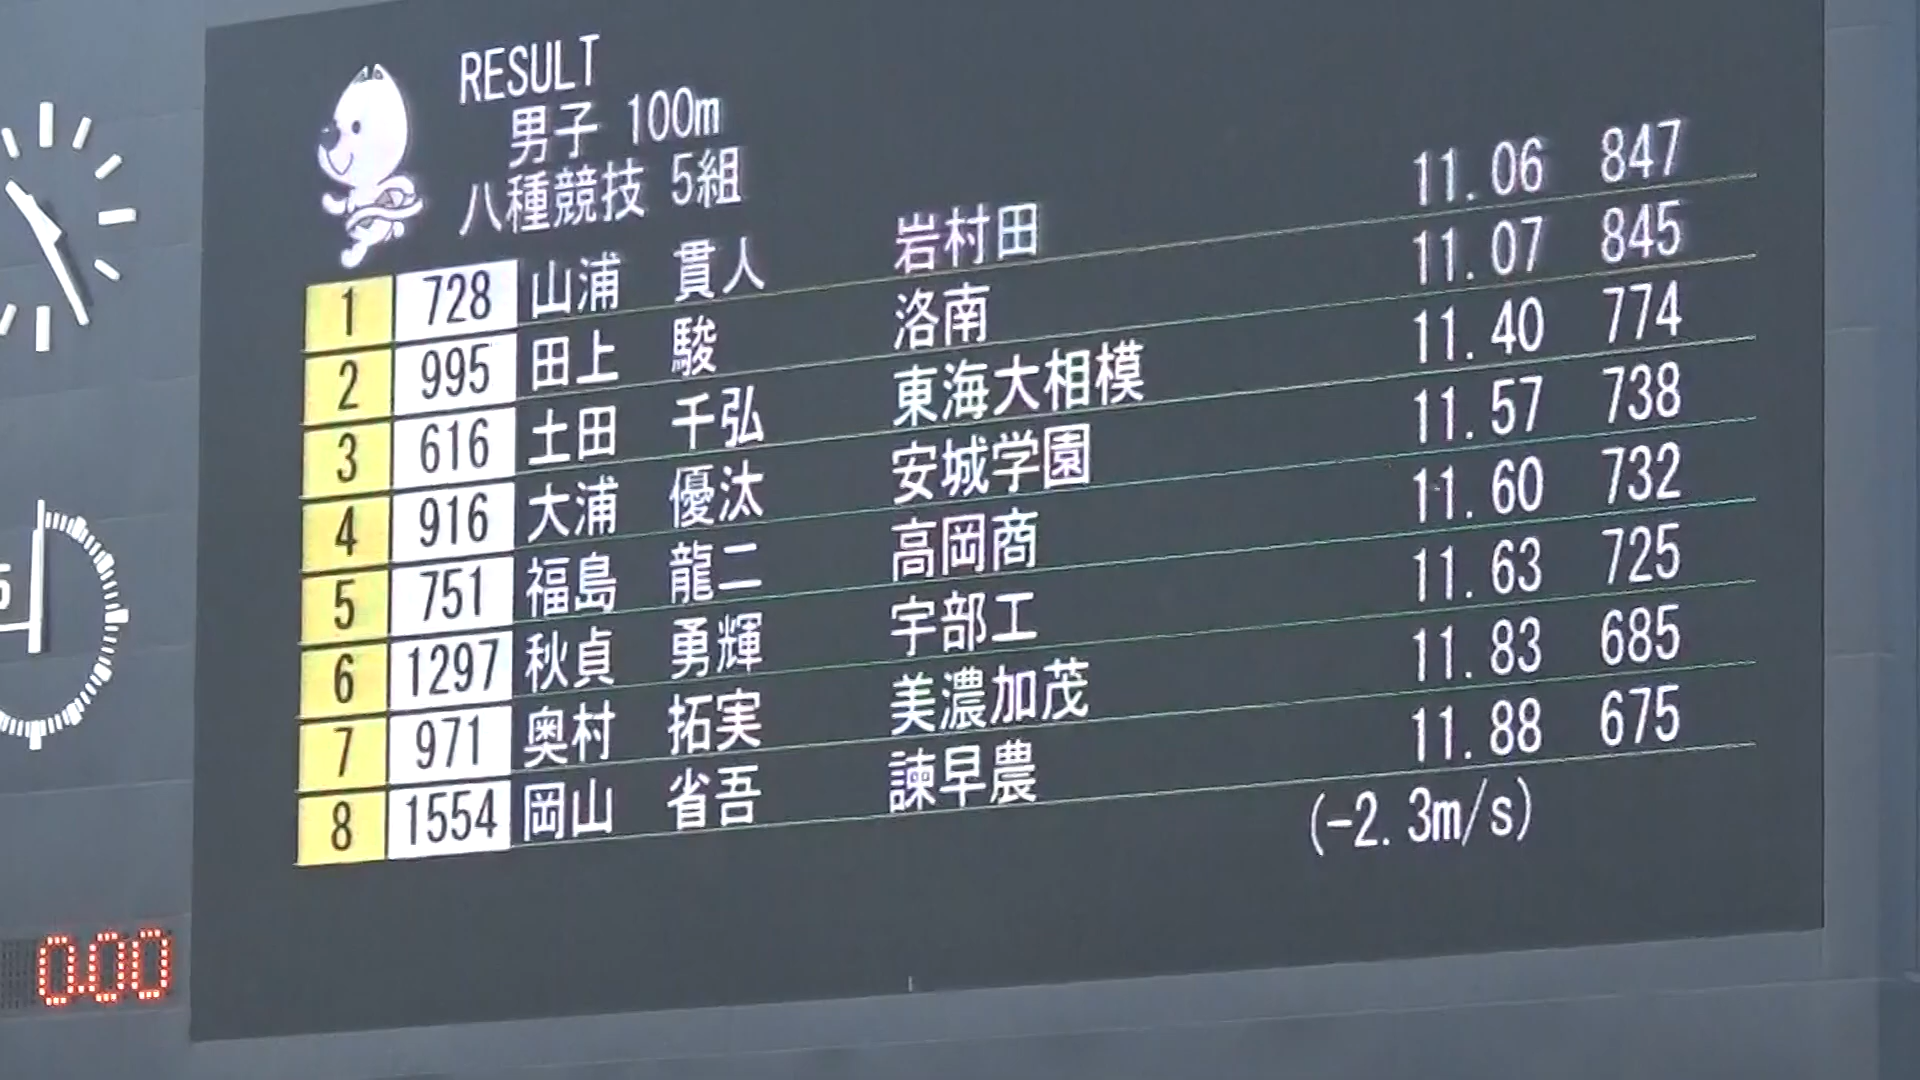 RESULT
男子 100m
八種競技 5組
1 728 山浦 貫人 岩村田 11.06 847
2 995 田上 駿 洛南 11.07 845
3 616 土田 千弘 東海大相模 11.40 774
4 916 大浦 優汰 安城学園 11.57 738
5 751 福島 龍二 高岡商 11.60 732
6 1297 秋貞 勇輝 宇部工 11.63 725
7 971 奥村 拓実 美濃加茂 11.83 685
8 1554 岡山 省吾 諫早農 11.88 675
(-2.3m/s)
5
0.00